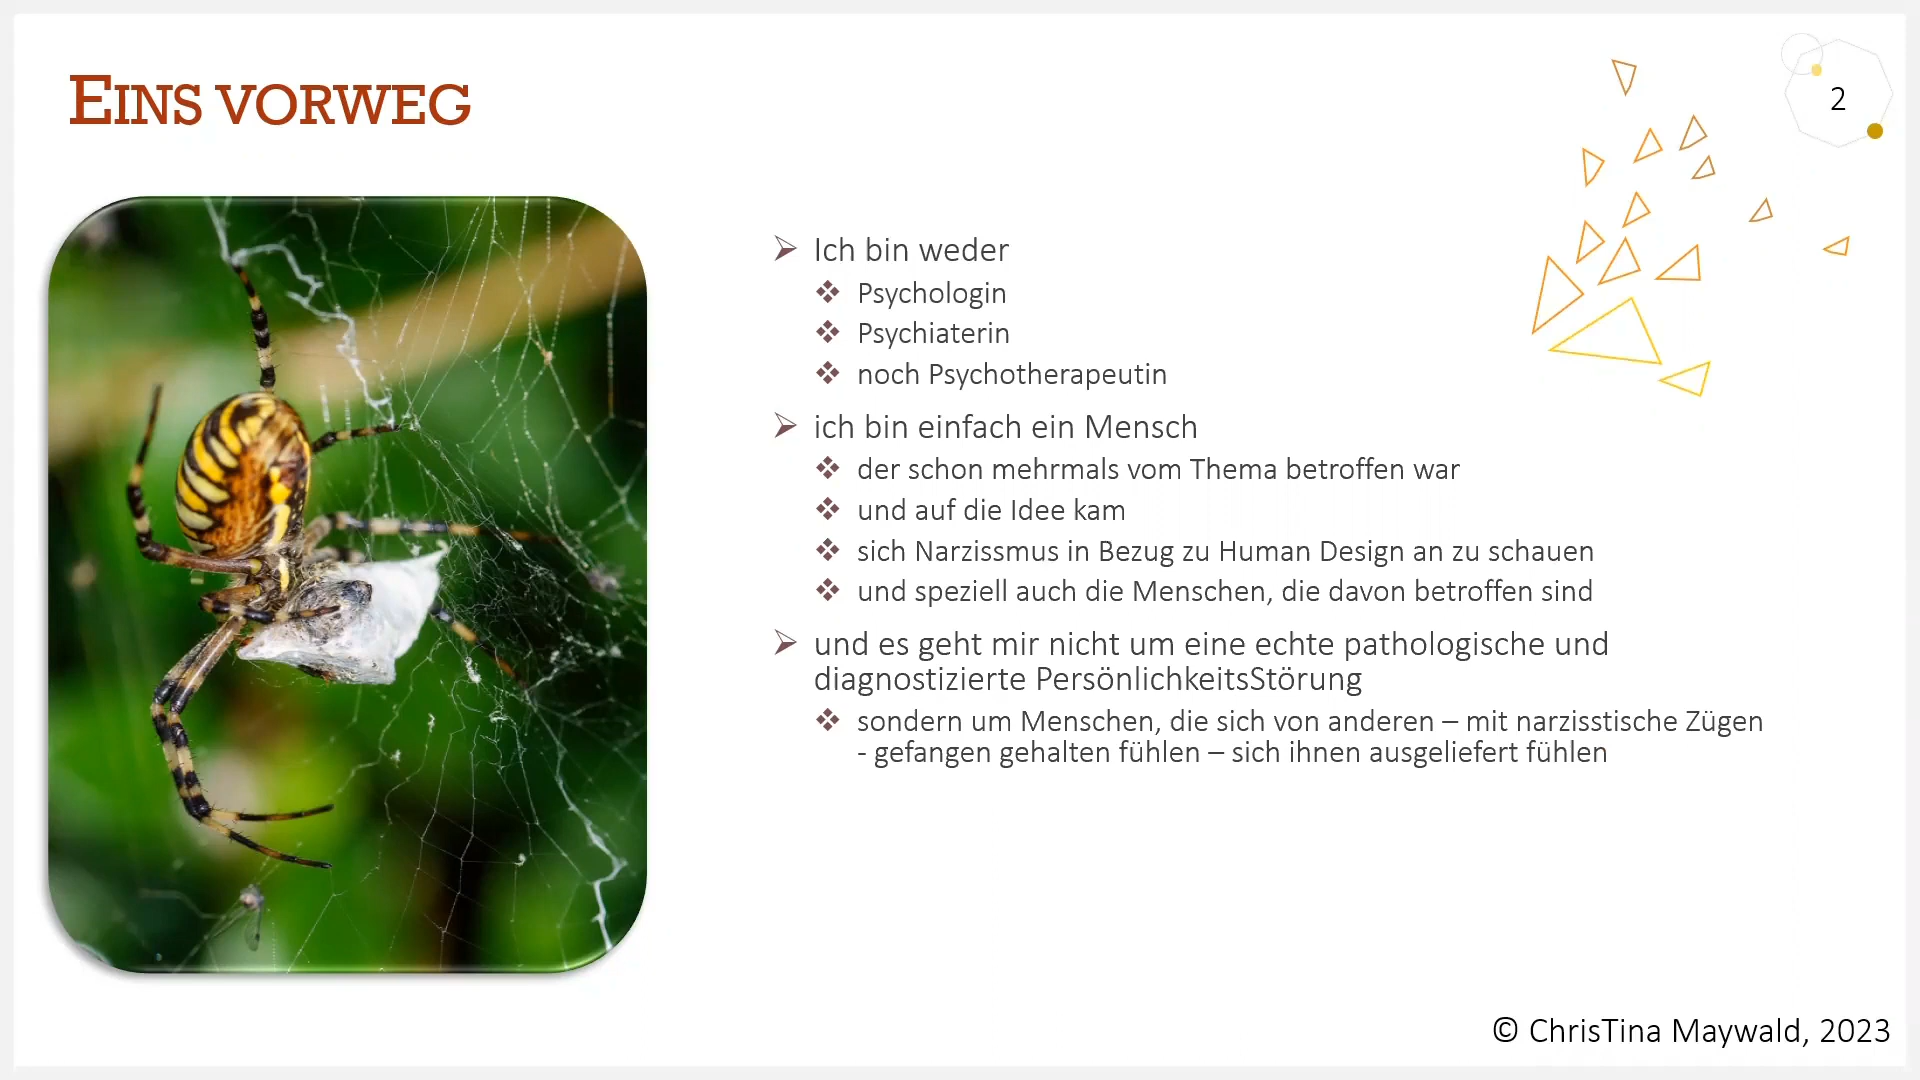 EINS VORWEG
2
Ich bin weder
Psychologin
Psychiaterin
noch Psychotherapeutin
ich bin einfach ein Mensch
der schon mehrmals vom Thema betroffen war
und auf die Idee kam
sich Narzissmus in Bezug zu Human Design an zu schauen
und speziell auch die Menschen, die davon betroffen sind
und es geht mir nicht um eine echte pathologische und
diagnostizierte PersönlichkeitsStörung
sondern um Menschen, die sich von anderen – mit narzisstische Zügen
- gefangen gehalten fühlen – sich ihnen ausgeliefert fühlen
© ChrisTina Maywald, 2023